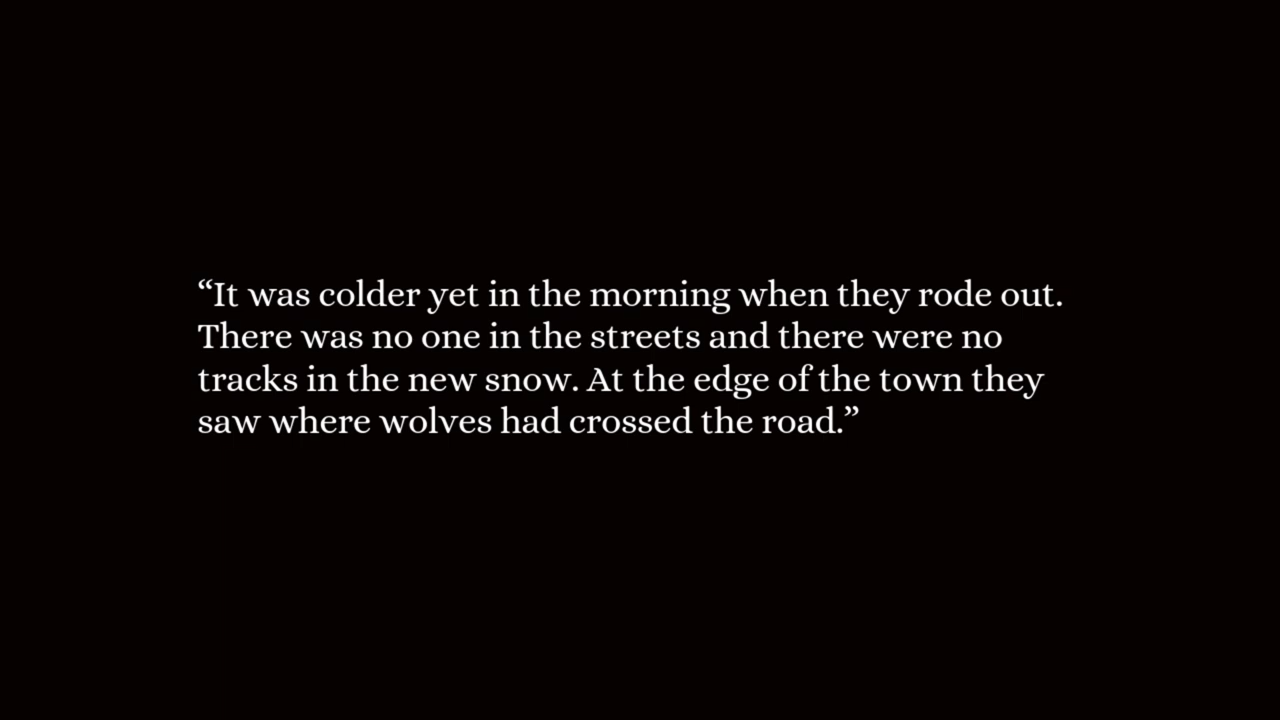 “It was colder yet in the morning when they rode out.
There was no one in the streets and there were no
tracks in the new snow. At the edge of the town they
saw where wolves had crossed the road.”